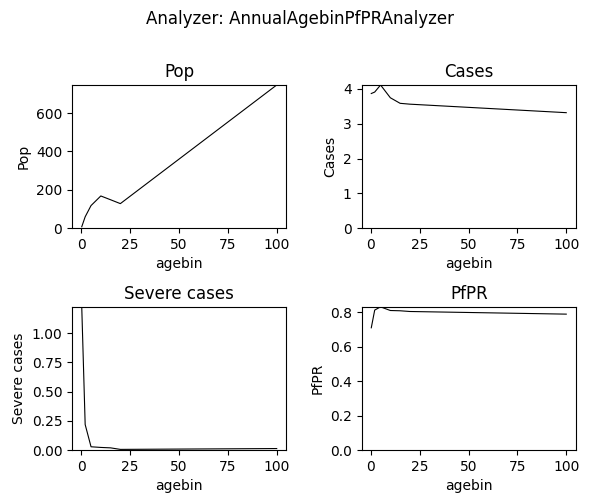 Analyzer: AnnualAgebinPfPRAnalyzer
Pop
Pop
600
400
200
0
0 25 50 75 100
agebin
Cases
Cases
4
3
2
1
0
0 25 50 75 100
agebin
Severe cases
Severe cases
1.00
0.75
0.50
0.25
0.00
0 25 50 75 100
agebin
PfPR
PfPR
0.8
0.6
0.4
0.2
0.0
0 25 50 75 100
agebin